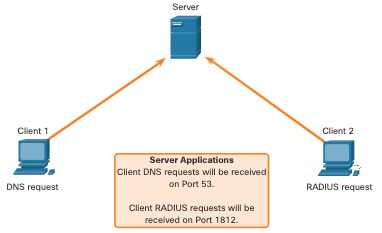 Server
Client 1
Client 2
DNS request
RADIUS request
Server Applications
Client DNS requests will be received
on Port 53.
Client RADIUS requests will be
received on Port 1812.